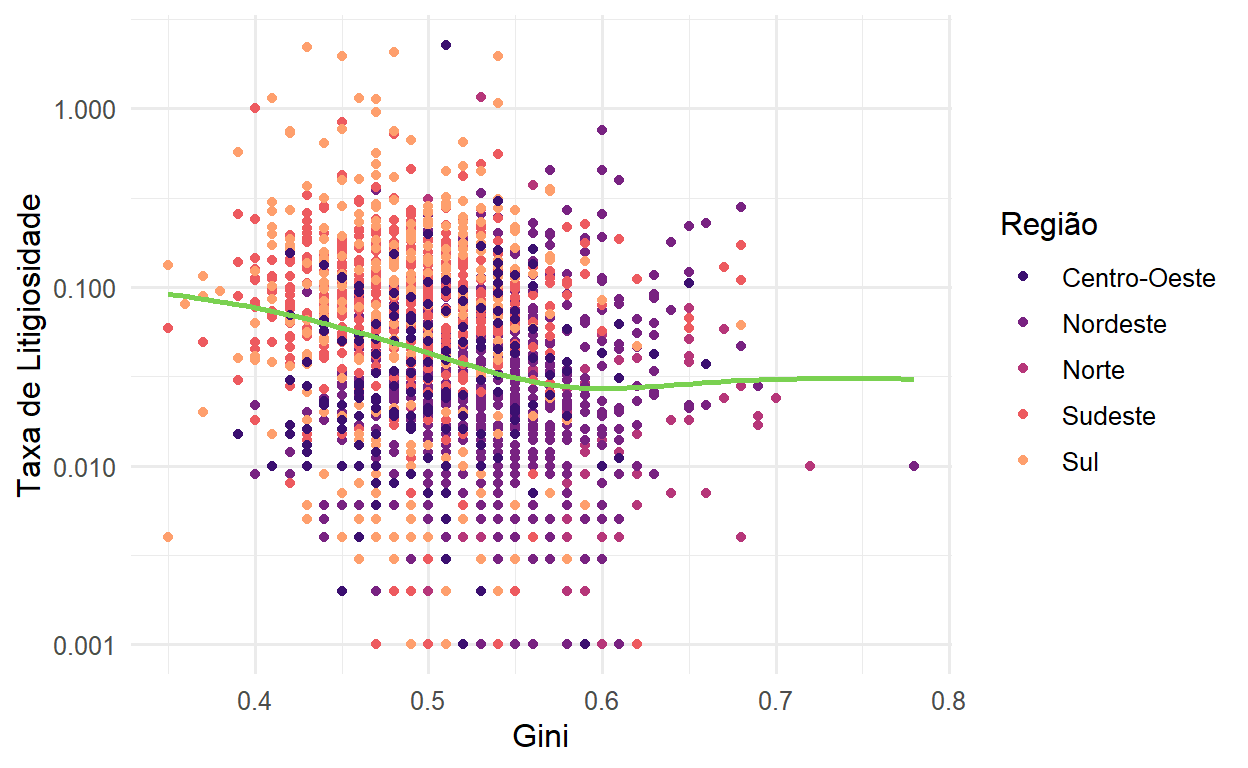 1.000
0.100
0.010
0.001
Taxa de Litigiosidade
0.4 0.5 0.6 0.7 0.8
Gini
Região
Centro-Oeste
Nordeste
Norte
Sudeste
Sul